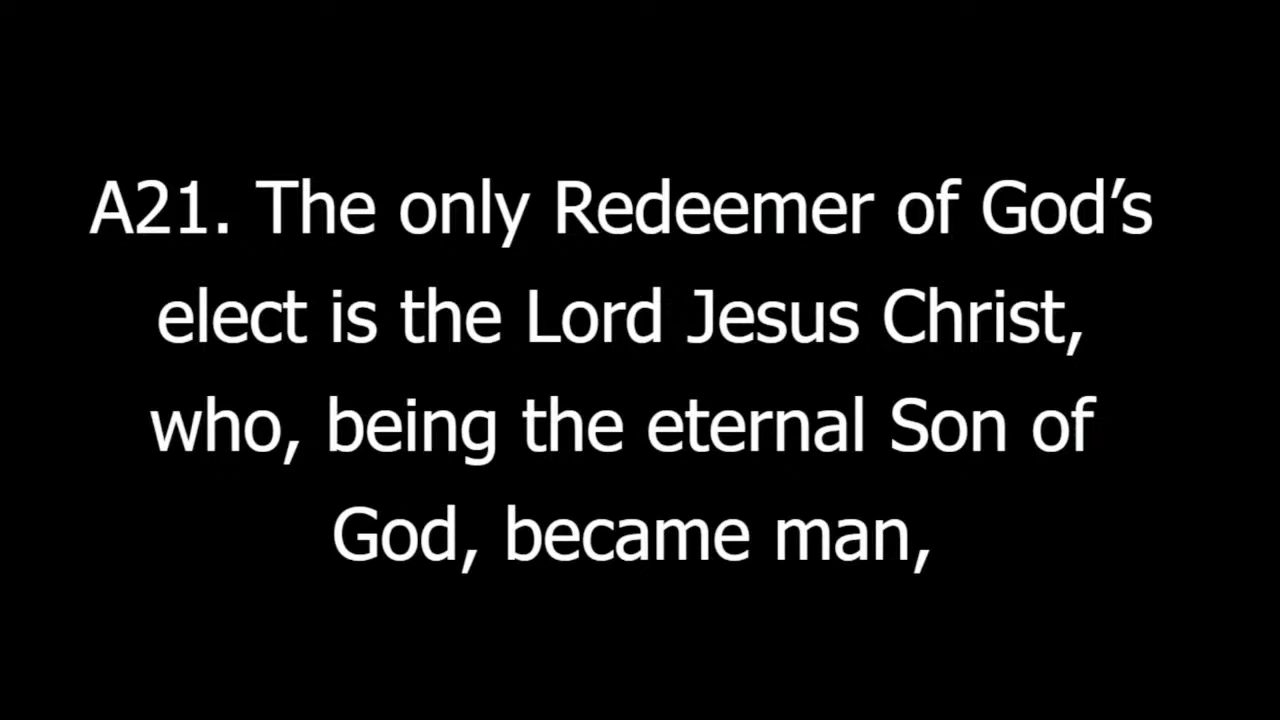 A21. The only Redeemer of God’s
elect is the Lord Jesus Christ,
who, being the eternal Son of
God, became man,